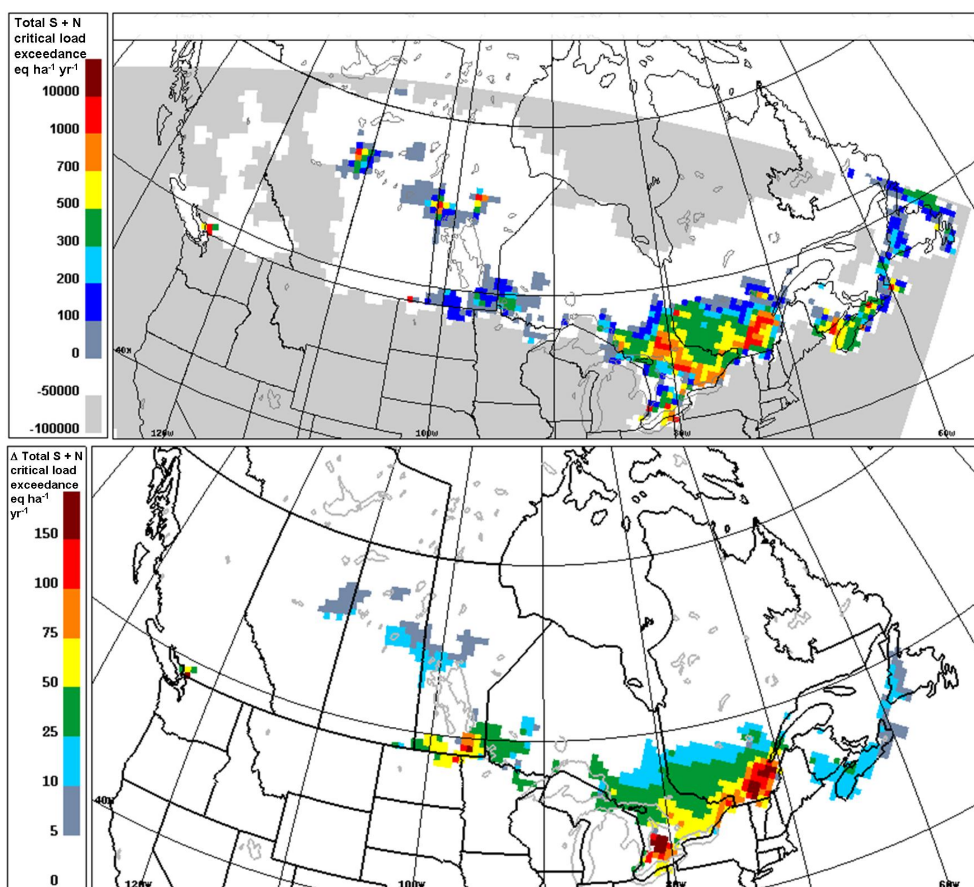 Total S + N
critical load
exceedance
eq ha⁻¹ yr⁻¹
10000
1000
700
500
300
200
100
0
-50000
-100000
40W
120W
100W
80W
60W
Δ Total S + N
critical load
exceedance
eq ha⁻¹
yr⁻¹
150
100
75
50
25
10
5
0
40W
120W
100W
80W
60W